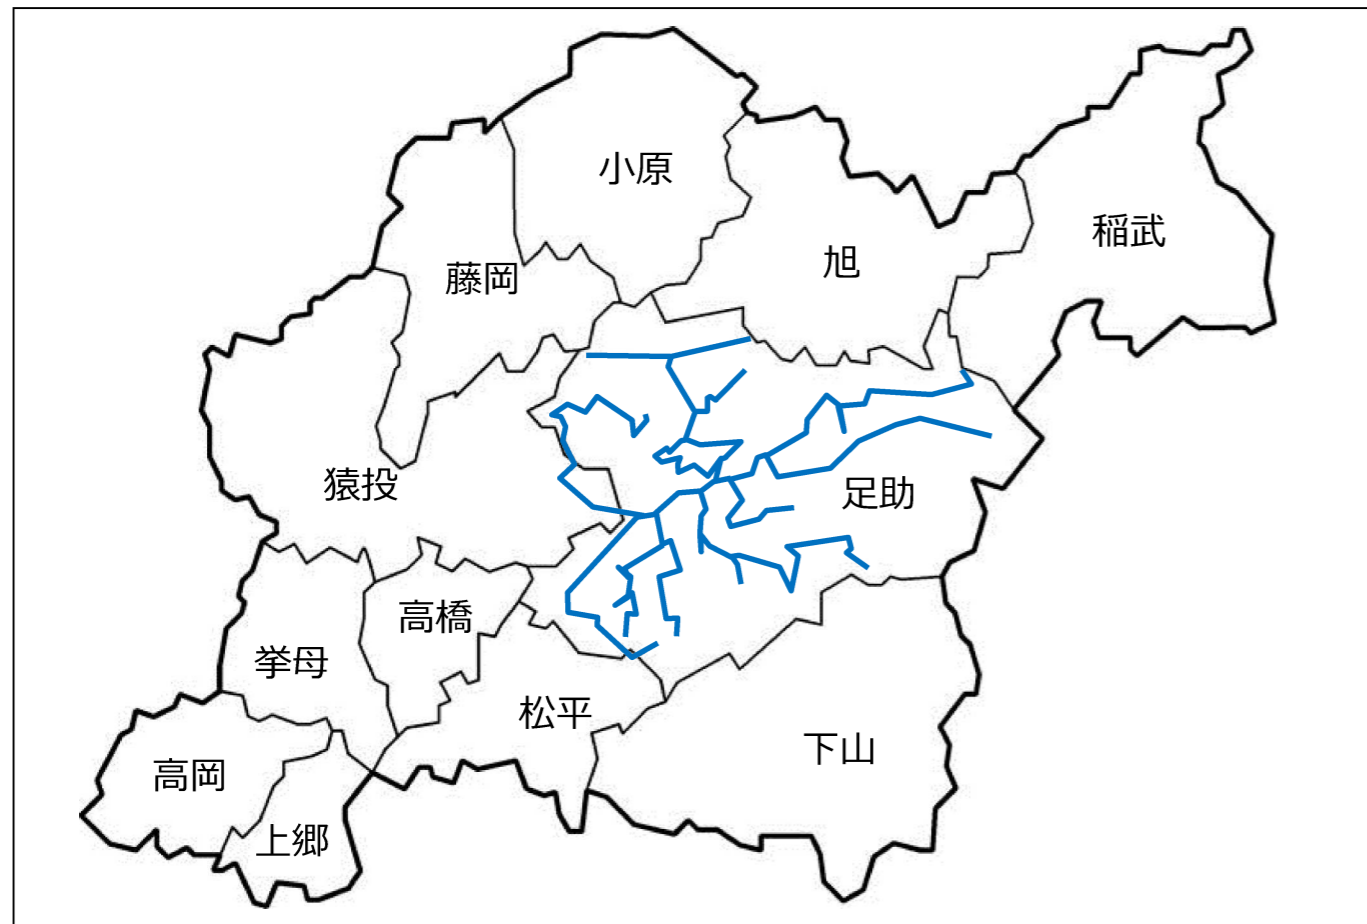 小原
稲武
旭
藤岡
猿投
足助
高橋
挙母
松平
下山
高岡
上郷